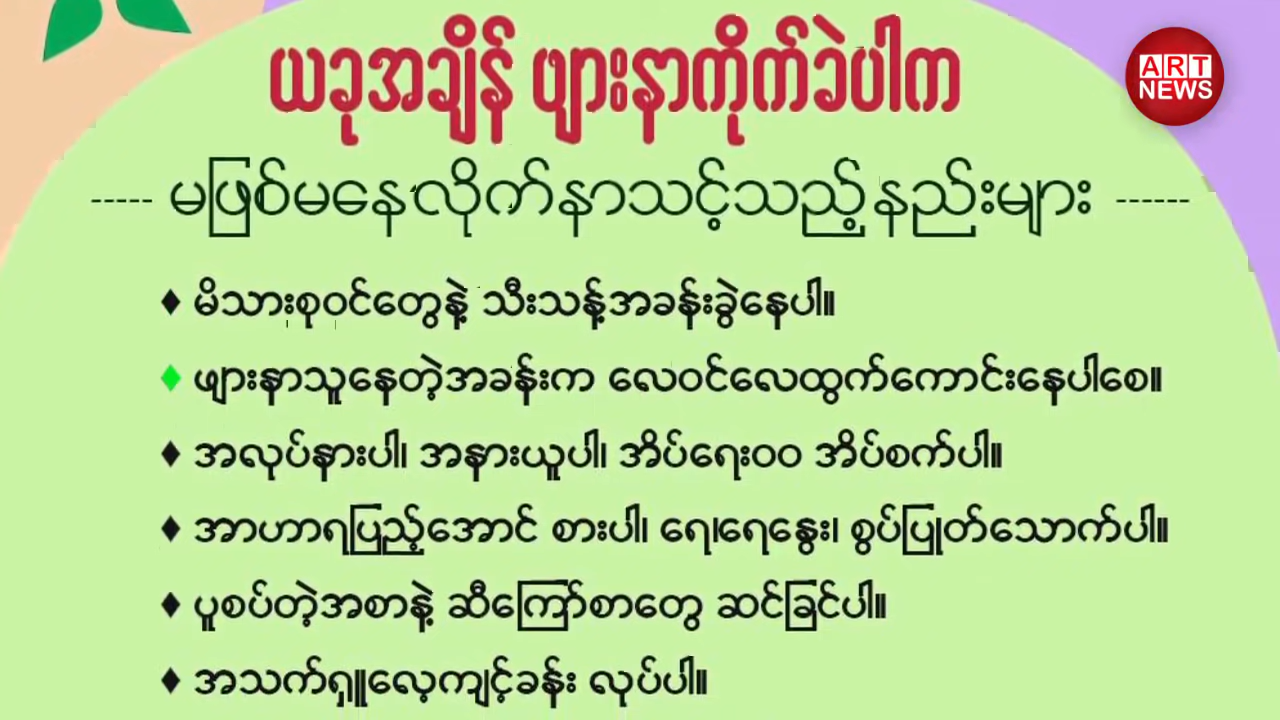 ယခုအချိန် ဖျားနာကိုက်ခဲပါက
ART
NEWS
----- မဖြစ်မနေလိုက်နာသင့်သည့်နည်းများ ------
♦ မိသားစုဝင်တွေနဲ့ သီးသန့်အခန်းခွဲနေပါ။
♦ ဖျားနာသူနေတဲ့အခန်းက လေဝင်လေထွက်ကောင်းနေပါစေ။
♦ အလုပ်နားပါ၊ အနားယူပါ၊ အိပ်ရေးဝဝ အိပ်စက်ပါ။
♦ အာဟာရပြည့်အောင် စားပါ၊ ရေ၊ရေနွေး၊ စွပ်ပြုတ်သောက်ပါ။
♦ ပူစပ်တဲ့အစာနဲ့ ဆီကြော်စာတွေ ဆင်ခြင်ပါ။
♦ အသက်ရှူလေ့ကျင့်ခန်း လုပ်ပါ။